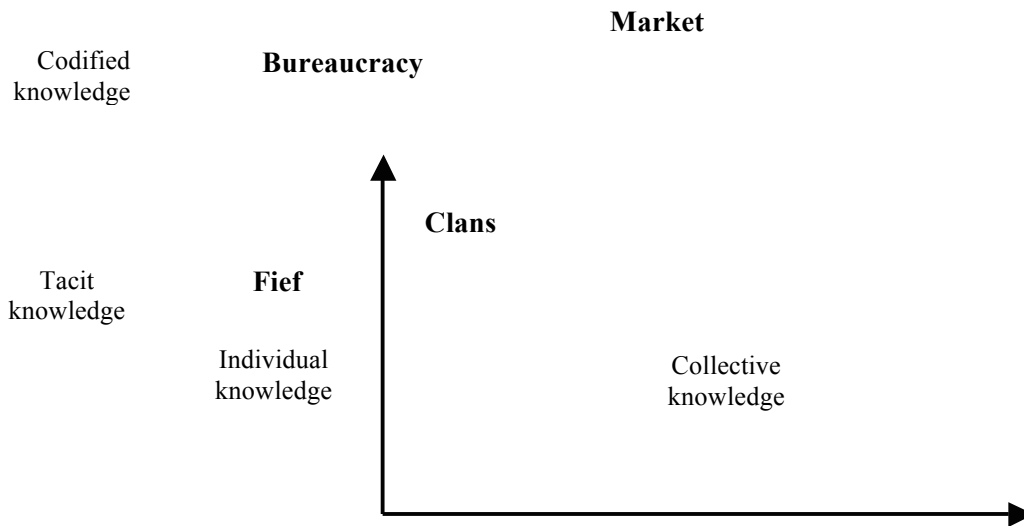 Market
Codified
knowledge
Bureaucracy
Clans
Tacit
knowledge
Fief
Individual
knowledge
Collective
knowledge